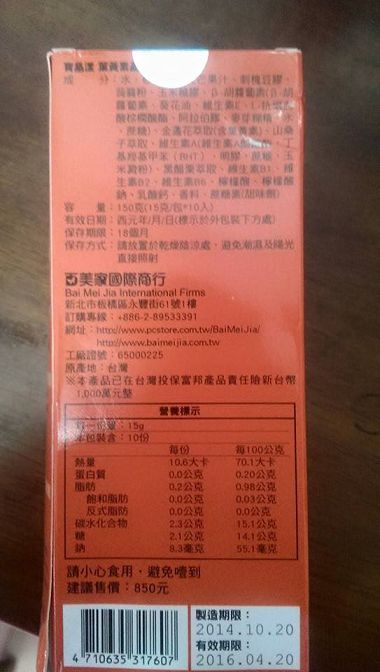 寶晶漾 葉黃素
成 分：水、 芒果汁、刺槐豆膠、
蒟蒻粉、玉米糖膠、β-胡蘿蔔素(β-胡
蘿蔔素、葵花油、維生素E、L-抗壞血
酸棕櫚酸酯、阿拉伯膠、麥芽糊精、水
、蔗糖)、金盞花萃取(含葉黃素)、山桑
子萃取、維生素A(維生素A 、丁
基羥基甲苯（BHT）、明膠、蔗糖、玉
米澱粉)、黑醋栗萃取、維生素B1、維
生素B2、維生素B6、檸檬酸、檸檬酸
鈉、乳酸鈣、香料、蔗糖素(甜味劑)
容 量：150克(15克/包*10入)
有效日期：西元年/月/日(標示於外包裝下方處)
保存期限：18個月
保存方式：請放置於乾燥陰涼處，避免潮濕及陽光
直接照射
百美家國際商行
Bai Mei Jia International Firms
新北市板橋區永豐街61號1樓
訂購專線：+886-2-89533391
網址：http://www.pcstore.com.tw/BaiMeiJia/
http://www.baimeijia.com.tw
工廠證號：65000225
原產地：台灣
※本產品已在台灣投保富邦產品責任險新台幣
1,000萬元整
營養標示
每一份量：15g
本包裝含：10份
每份 每100公克
熱量 10.6大卡 70.1大卡
蛋白質 0.0公克 0.20公克
脂肪 0.2公克 0.98公克
飽和脂肪 0.0公克 0.03公克
反式脂肪 0.0公克 0.0公克
碳水化合物 2.3公克 15.1公克
糖 2.1公克 14.1公克
鈉 8.3毫克 55.1毫克
請小心食用，避免噎到
建議售價：850元
4 710635 317607
製造期限：
2014.10.20
有效期限：
2016.04.20